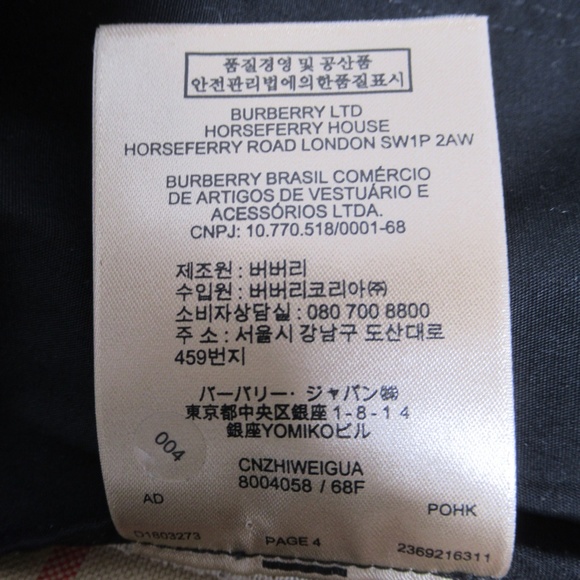 품질경영 및 공산품
안전관리법에의한품질표시
BURBERRY LTD
HORSEFERRY HOUSE
HORSEFERRY ROAD LONDON SW1P 2AW
BURBERRY BRASIL COMÉRCIO
DE ARTIGOS DE VESTUÁRIO E
ACESSÓRIOS LTDA.
CNPJ: 10.770.518/0001-68
제조원 : 버버리
수입원 : 버버리코리아㈜
소비자상담실 : 080 700 8800
주 소 : 서울시 강남구 도산대로
459번지
バーバリー・ジャパン㈱
東京都中央区銀座1-8-14
銀座YOMIKOビル
004
CNZHIWEIGUA
8004058 / 68F
AD
POHK
D1603273 PAGE 4 2369216311